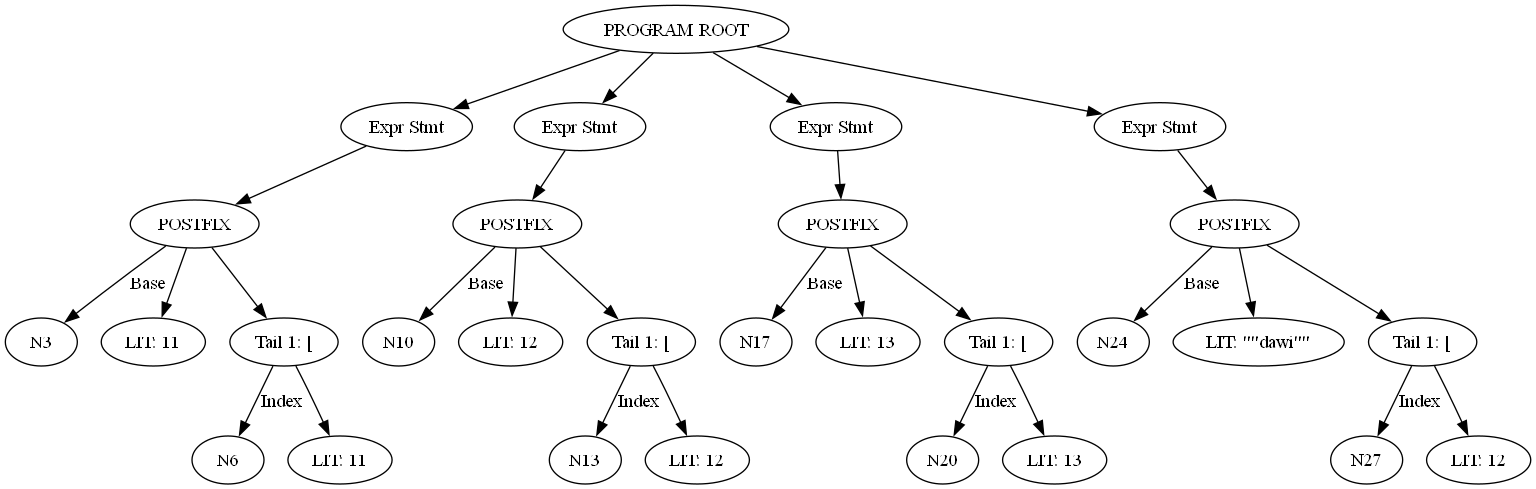 PROGRAM ROOT
Expr Stmt Expr Stmt Expr Stmt Expr Stmt
POSTFIX POSTFIX POSTFIX POSTFIX
Base Base Base Base
N3 LIT: 11 Tail 1: [ N10 LIT: 12 Tail 1: [ N17 LIT: 13 Tail 1: [ N24 LIT: ""dawi"" Tail 1: [
Index Index Index Index
N6 LIT: 11 N13 LIT: 12 N20 LIT: 13 N27 LIT: 12